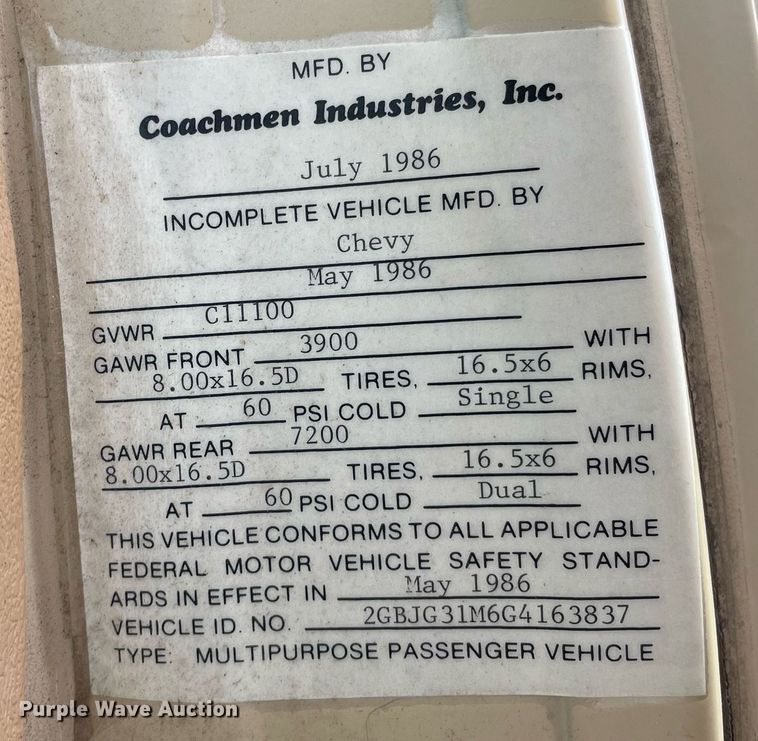 MFD. BY
Coachmen Industries, Inc.
July 1986
INCOMPLETE VEHICLE MFD. BY
Chevy
May 1986
GVWR C11100
GAWR FRONT 3900 WITH
8.00x16.5D TIRES, 16.5x6 RIMS,
AT 60 PSI COLD Single
GAWR REAR 7200 WITH
8.00x16.5D TIRES, 16.5x6 RIMS,
AT 60 PSI COLD Dual
THIS VEHICLE CONFORMS TO ALL APPLICABLE
FEDERAL MOTOR VEHICLE SAFETY STAND-
ARDS IN EFFECT IN May 1986
VEHICLE ID. NO. 2GBJG31M6G4163837
TYPE: MULTIPURPOSE PASSENGER VEHICLE
Purple Wave Auction